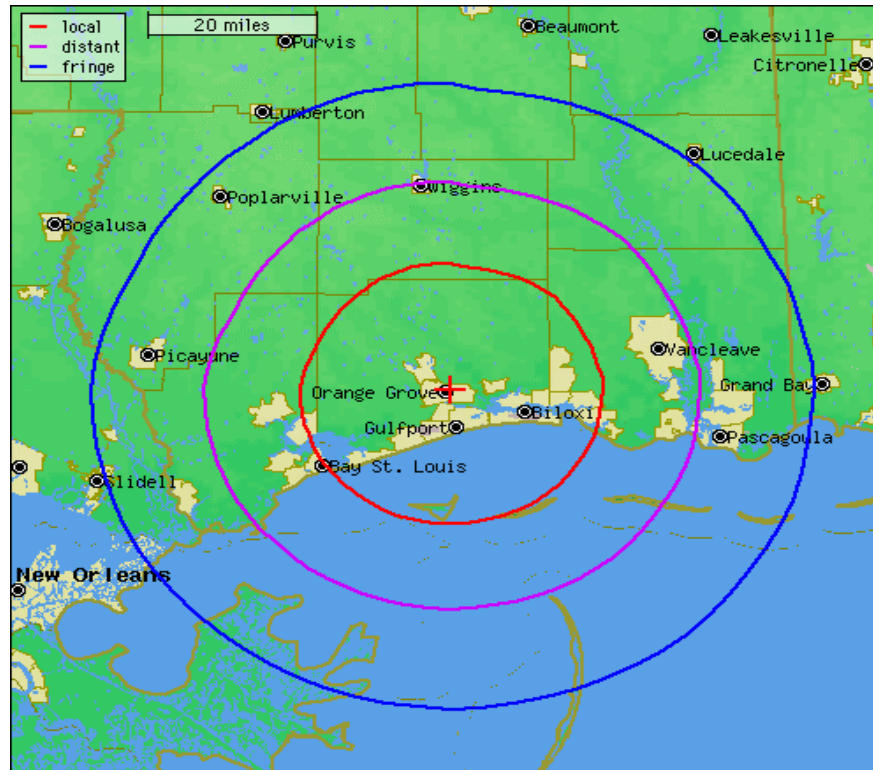 local
distant
fringe
20 miles
Purvis
Beaumont
Leakesville
Citronelle
Lumberton
Lucedale
Poplarville
Wiggins
Bogalusa
Picayune
Vancleave
Orange Grove
Grand Bay
Biloxi
Gulfport
Pascagoula
Bay St. Louis
Slidell
New Orleans